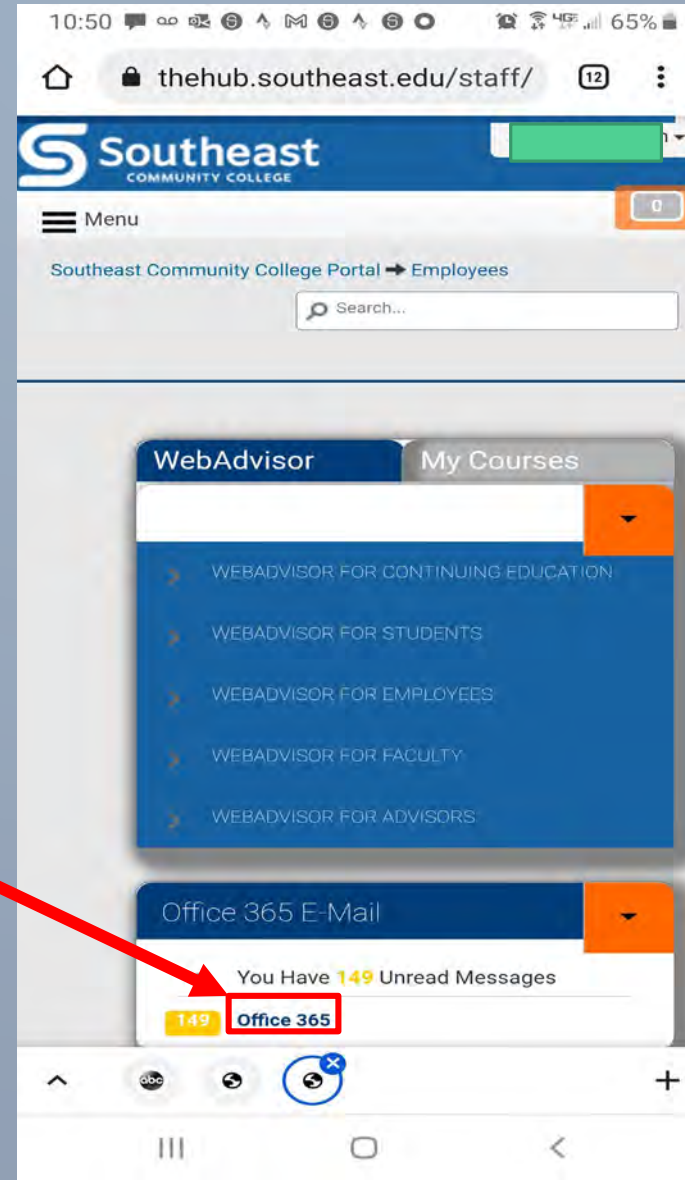 10:50 65%
thehub.southeast.edu/staff/ 12
Southeast
COMMUNITY COLLEGE
Menu
0
Southeast Community College Portal ➔ Employees
Search...
WebAdvisor My Courses
WEBADVISOR FOR CONTINUING EDUCATION
WEBADVISOR FOR STUDENTS
WEBADVISOR FOR EMPLOYEES
WEBADVISOR FOR FACULTY
WEBADVISOR FOR ADVISORS
Office 365 E-Mail
You Have 149 Unread Messages
149 Office 365
abc